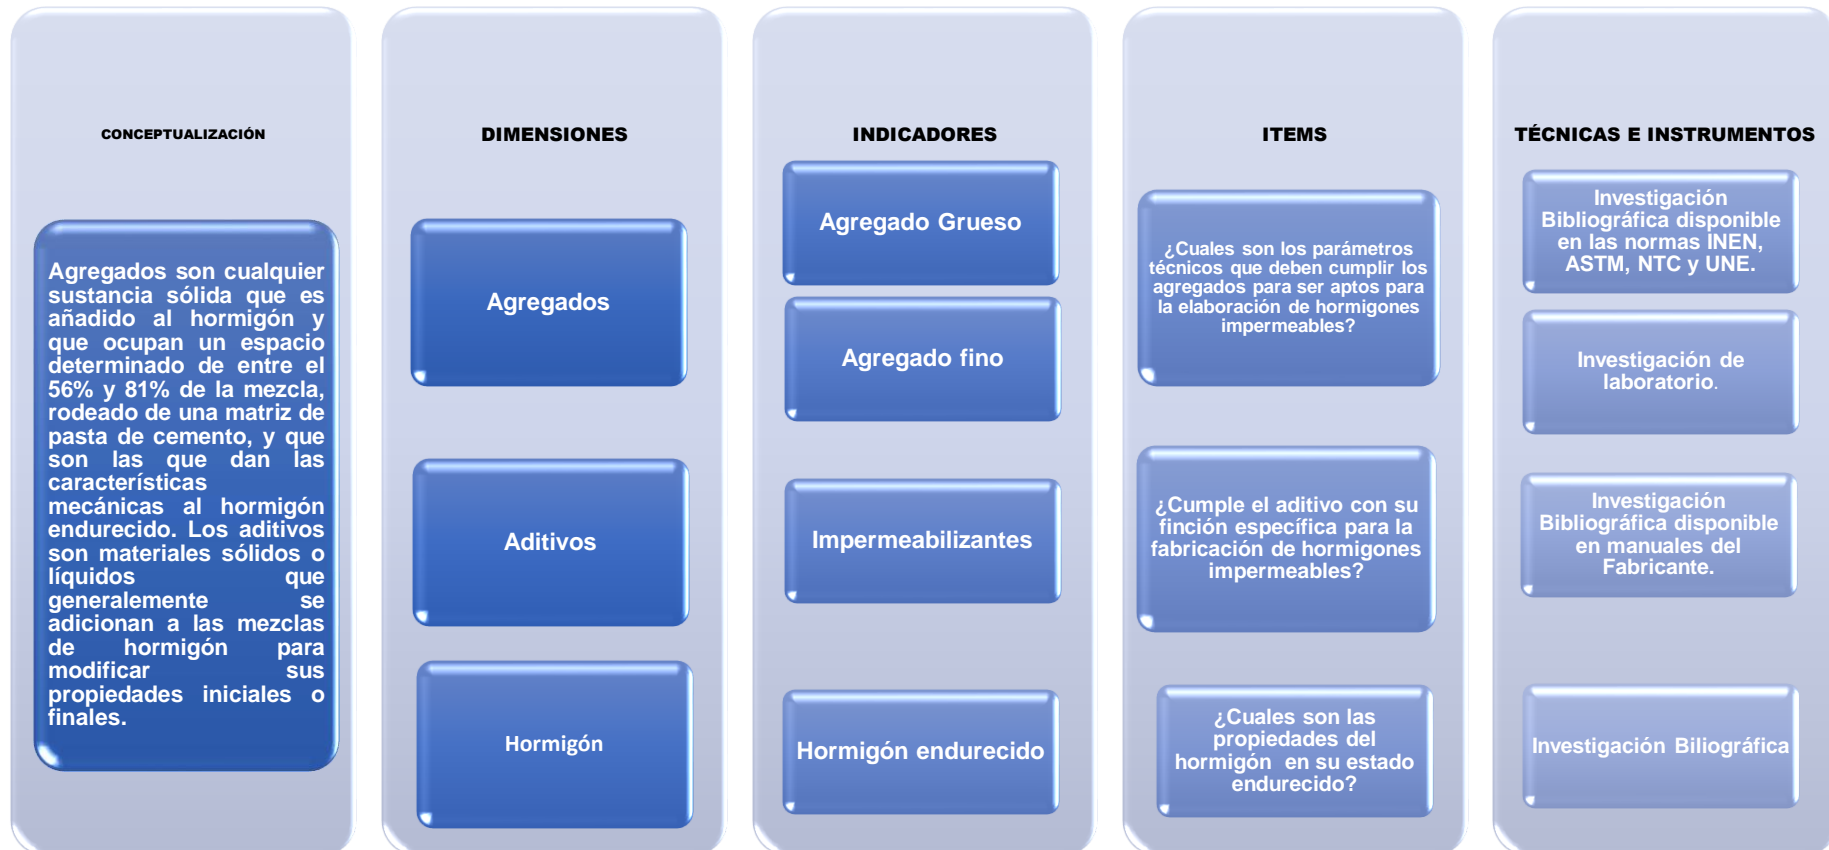 CONCEPTUALIZACIÓN
Agregados son cualquier
sustancia sólida que es
añadido al hormigón y
que ocupan un espacio
determinado de entre el
56% y 81% de la mezcla,
rodeado de una matriz de
pasta de cemento, y que
son las que dan las
características
mecánicas al hormigón
endurecido. Los aditivos
son materiales sólidos o
líquidos que
generalemente se
adicionan a las mezclas
de hormigón para
modificar sus
propiedades iniciales o
finales.
DIMENSIONES
Agregados
Aditivos
Hormigón
INDICADORES
Agregado Grueso
Agregado fino
Impermeabilizantes
Hormigón endurecido
ITEMS
¿Cuales son los parámetros
técnicos que deben cumplir los
agregados para ser aptos para
la elaboración de hormigones
impermeables?
¿Cumple el aditivo con su
finción específica para la
fabricación de hormigones
impermeables?
¿Cuales son las
propiedades del
hormigón en su estado
endurecido?
TÉCNICAS E INSTRUMENTOS
Investigación
Bibliográfica disponible
en las normas INEN,
ASTM, NTC y UNE.
Investigación de
laboratorio.
Investigación
Bibliográfica disponible
en manuales del
Fabricante.
Investigación Biliográfica